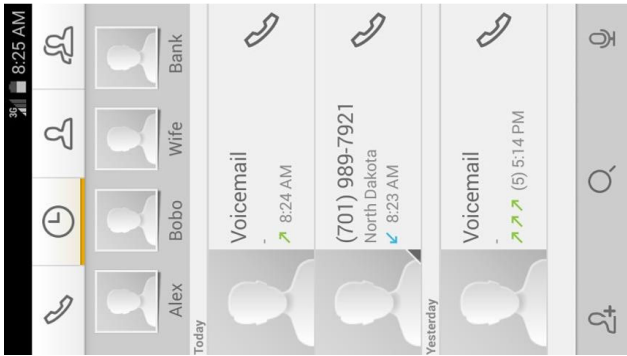 3G 8:25 AM
Alex Bobo Wife Bank
Today
Voicemail
-
8:24 AM
(701) 989-7921
North Dakota
8:23 AM
Yesterday
Voicemail
-
(5) 5:14 PM